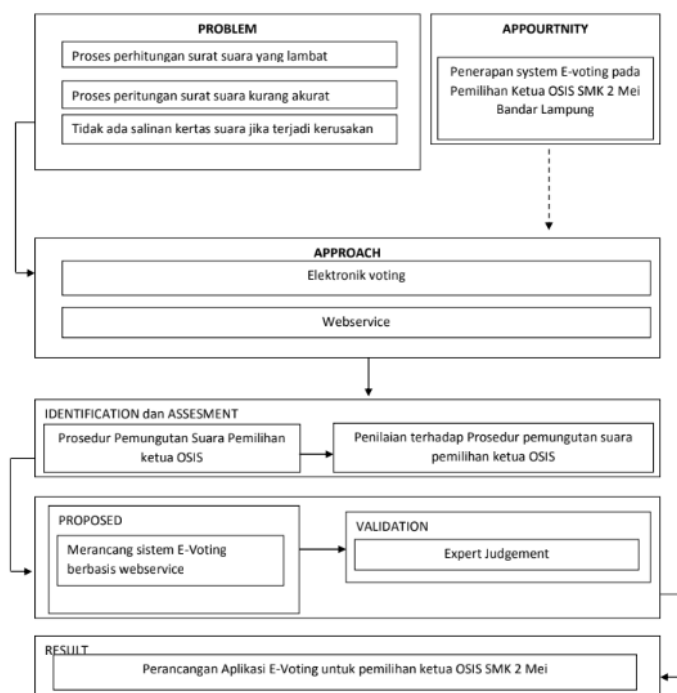 PROBLEM
Proses perhitungan surat suara yang lambat
Proses peritungan surat suara kurang akurat
Tidak ada salinan kertas suara jika terjadi kerusakan
APPOURTNITY
Penerapan system E-voting pada
Pemilihan Ketua OSIS SMK 2 Mei
Bandar Lampung
APPROACH
Elektronik voting
Webservice
IDENTIFICATION dan ASSESMENT
Prosedur Pemungutan Suara Pemilihan
ketua OSIS
Penilaian terhadap Prosedur pemungutan suara
pemilihan ketua OSIS
PROPOSED
Merancang sistem E-Voting
berbasis webservice
VALIDATION
Expert Judgement
RESULT
Perancangan Aplikasi E-Voting untuk pemilihan ketua OSIS SMK 2 Mei